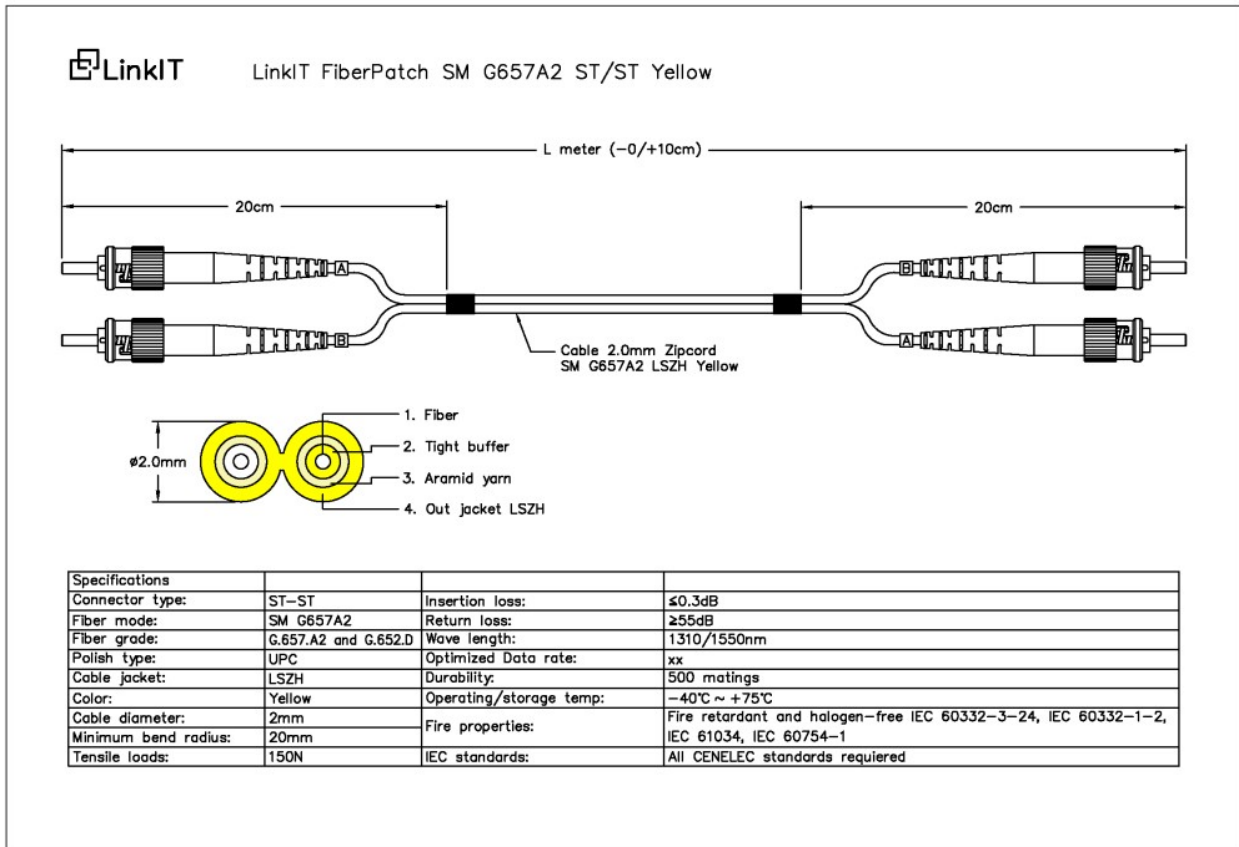 LinkIT
LinkIT FiberPatch SM G657A2 ST/ST Yellow
L meter (-0/+10cm)
20cm
20cm
A
B
B
A
Cable 2.0mm Zipcord
SM G657A2 LSZH Yellow
ø2.0mm
1. Fiber
2. Tight buffer
3. Aramid yarn
4. Out jacket LSZH
Specifications
Connector type: ST-ST Insertion loss: ≤0.3dB
Fiber mode: SM G657A2 Return loss: ≥55dB
Fiber grade: G.657.A2 and G.652.D Wave length: 1310/1550nm
Polish type: UPC Optimized Data rate: xx
Cable jacket: LSZH Durability: 500 matings
Color: Yellow Operating/storage temp: -40℃ ~ +75℃
Cable diameter: 2mm Fire properties: Fire retardant and halogen-free IEC 60332-3-24, IEC 60332-1-2,
Minimum bend radius: 20mm IEC 61034, IEC 60754-1
Tensile loads: 150N IEC standards: All CENELEC standards requiered